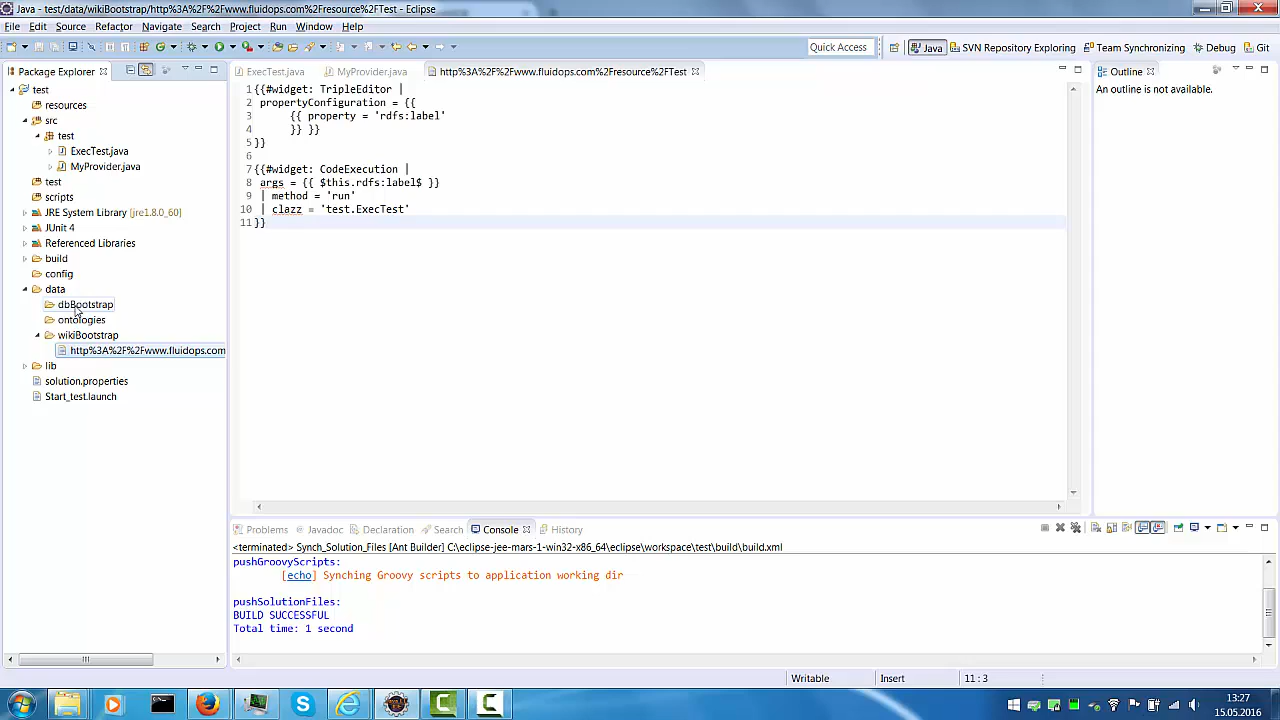 Java - test/data/wikiBootstrap/http%3A%2F%2Fwww.fluidops.com%2Fresource%2FTest - Eclipse
File Edit Source Refactor Navigate Search Project Run Window Help
Quick Access
Java
SVN Repository Exploring
Team Synchronizing
Debug
Git
Package Explorer
ExecTest.java
MyProvider.java
http%3A%2F%2Fwww.fluidops.com%2Fresource%2FTest
Outline
An outline is not available.
test
resources
src
test
ExecTest.java
MyProvider.java
test
scripts
JRE System Library [jre1.8.0_60]
JUnit 4
Referenced Libraries
build
config
data
dbBootstrap
ontologies
wikiBootstrap
http%3A%2F%2Fwww.fluidops.com
lib
solution.properties
Start_test.launch
1 {{#widget: TripleEditor |
2 propertyConfiguration = {{
3 {{ property = 'rdfs:label'
4 }} }}
5 }}
6
7 {{#widget: CodeExecution |
8 args = {{ $this.rdfs:label$ }}
9 | method = 'run'
10 | clazz = 'test.ExecTest'
11 }}
Problems Javadoc Declaration Search Console History
<terminated> Synch_Solution_Files [Ant Builder] C:\eclipse-jee-mars-1-win32-x86_64\eclipse\workspace\test\build\build.xml
pushGroovyScripts:
[echo] Synching Groovy scripts to application working dir
pushSolutionFiles:
BUILD SUCCESSFUL
Total time: 1 second
Writable Insert 11 : 3
13:27
15.05.2016